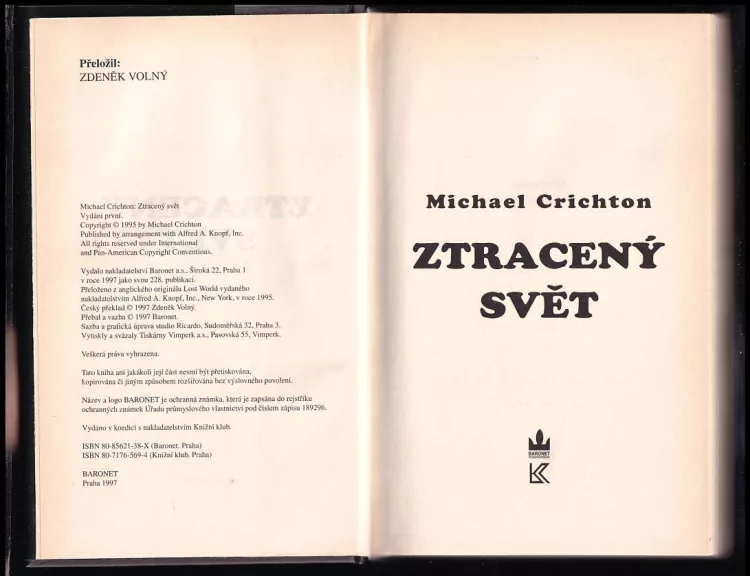 Přeložil:
ZDENĚK VOLNÝ
Michael Crichton: Ztracený svět
Vydání první.
Copyright © 1995 by Michael Crichton
Published by arrangement with Alfred A. Knopf, Inc.
All rights reserved under International
and Pan-American Copyright Conventions.
Vydalo nakladatelství Baronet a.s., Široká 22, Praha 1
v roce 1997 jako svou 228. publikaci.
Přeloženo z anglického originálu Lost World vydaného
nakladatelstvím Alfred A. Knopf, Inc., New York, v roce 1995.
Český překlad © 1997 Zdeněk Volný.
Přebal a vazba © 1997 Baronet.
Sazba a grafická úprava studio Ricardo, Sudoměřská 32, Praha 3.
Vytiskly a svázaly Tiskárny Vimperk a.s., Pasovská 55, Vimperk.
Veškerá práva vyhrazena.
Tato kniha ani jakákoli její část nesmí být přetiskována,
kopírována či jiným způsobem rozšiřována bez výslovného povolení.
Název a logo BARONET je ochranná známka, která je zapsána do rejstříku
ochranných známek Úřadu průmyslového vlastnictví pod číslem zápisu 189296.
Vydáno v koedici s nakladatelstvím Knižní klub.
ISBN 80-85621-38-X (Baronet. Praha)
ISBN 80-7176-569-4 (Knižní klub. Praha)
BARONET
Praha 1997
Michael Crichton
ZTRACENÝ
SVĚT
BARONET